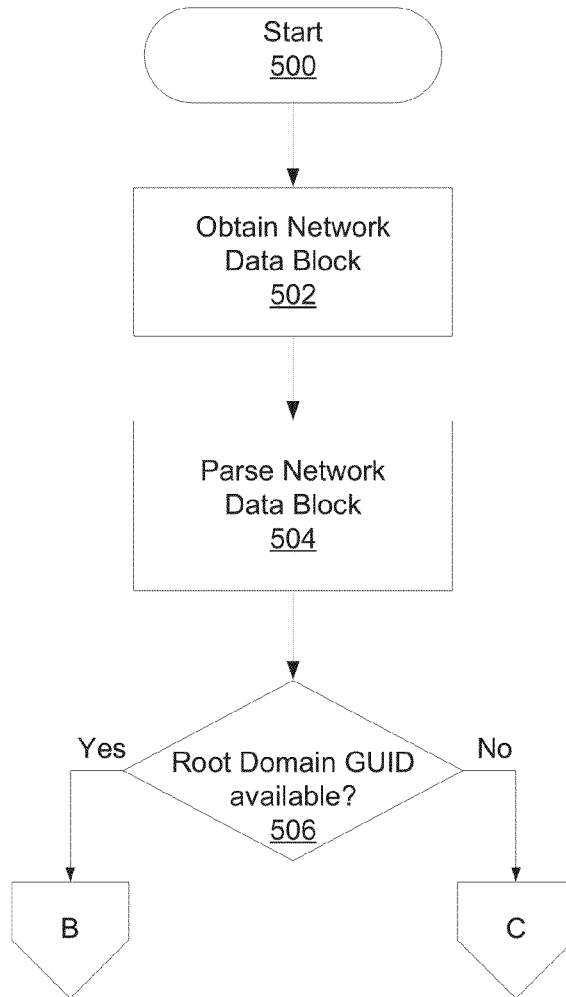 Start
500
Obtain Network
Data Block
502
Parse Network
Data Block
504
Yes
No
Root Domain GUID
available?
506
B
C